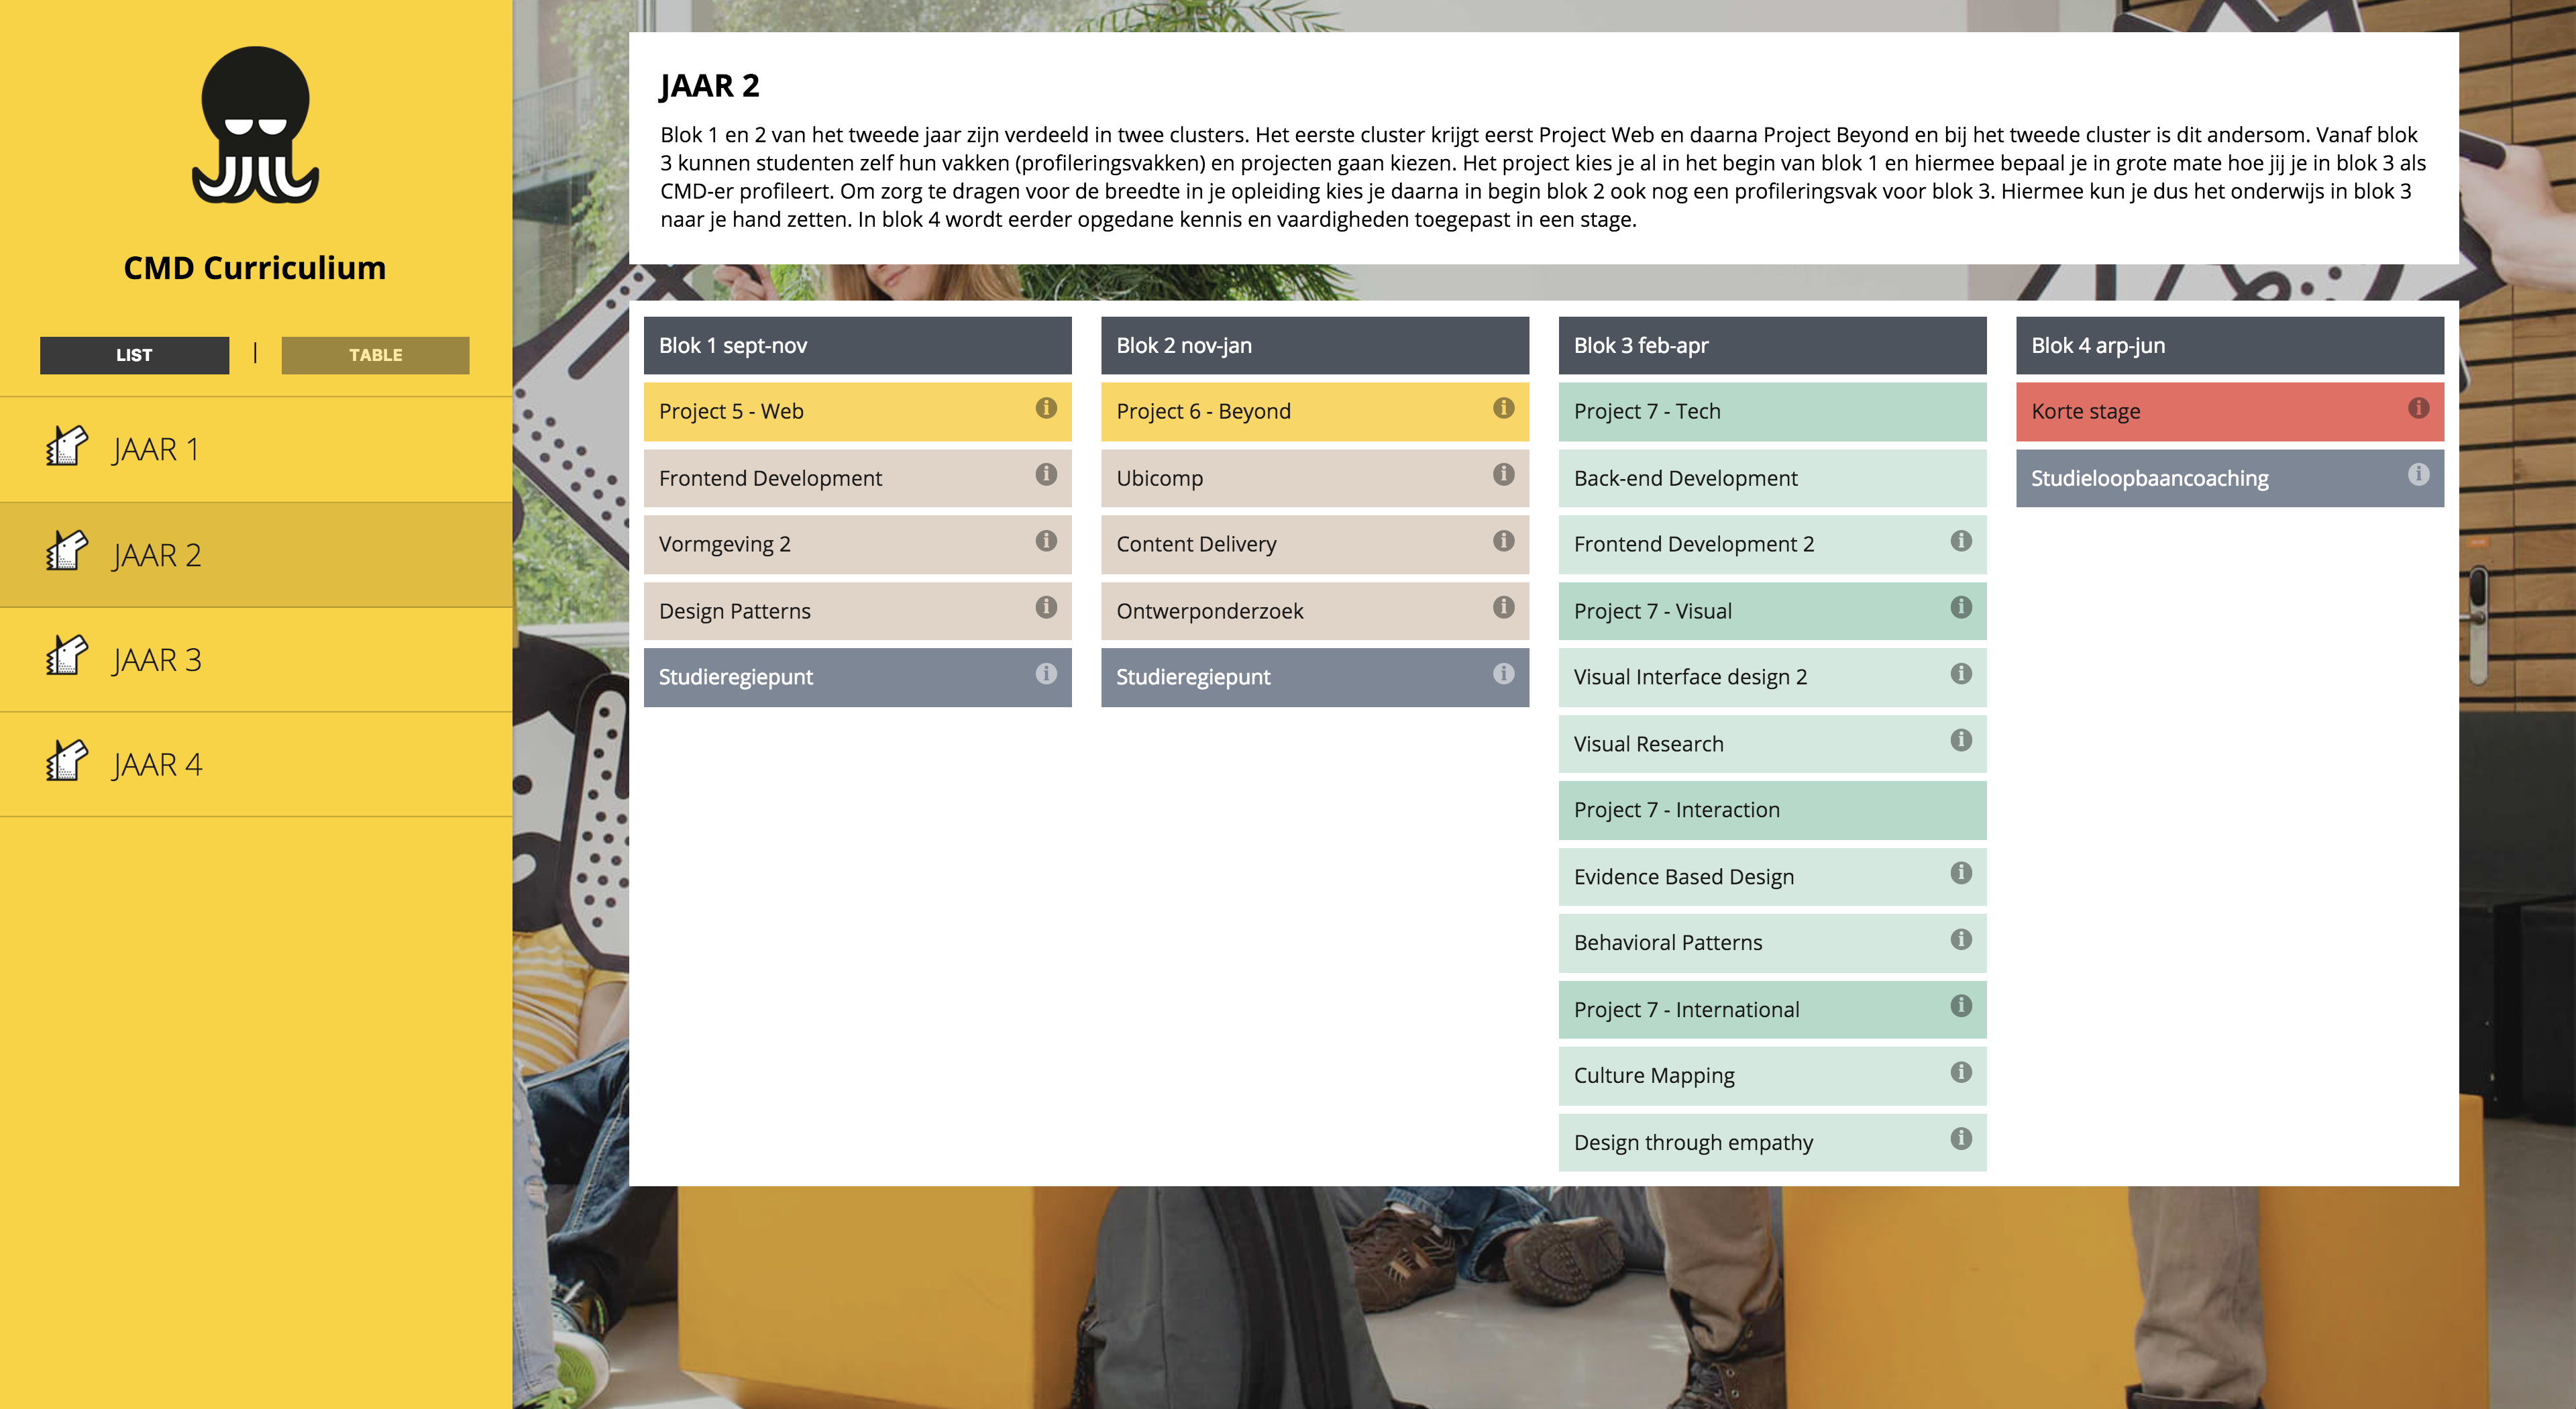 CMD Curriculium
LIST
|
TABLE
JAAR 1
JAAR 2
JAAR 3
JAAR 4
JAAR 2
Blok 1 en 2 van het tweede jaar zijn verdeeld in twee clusters. Het eerste cluster krijgt eerst Project Web en daarna Project Beyond en bij het tweede cluster is dit andersom. Vanaf blok
3 kunnen studenten zelf hun vakken (profileringsvakken) en projecten gaan kiezen. Het project kies je al in het begin van blok 1 en hiermee bepaal je in grote mate hoe jij je in blok 3 als
CMD-er profileert. Om zorg te dragen voor de breedte in je opleiding kies je daarna in begin blok 2 ook nog een profileringsvak voor blok 3. Hiermee kun je dus het onderwijs in blok 3
naar je hand zetten. In blok 4 wordt eerder opgedane kennis en vaardigheden toegepast in een stage.
Blok 1 sept-nov
Project 5 - Web
Frontend Development
Vormgeving 2
Design Patterns
Studieregiepunt
Blok 2 nov-jan
Project 6 - Beyond
Ubicomp
Content Delivery
Ontwerponderzoek
Studieregiepunt
Blok 3 feb-apr
Project 7 - Tech
Back-end Development
Frontend Development 2
Project 7 - Visual
Visual Interface design 2
Visual Research
Project 7 - Interaction
Evidence Based Design
Behavioral Patterns
Project 7 - International
Culture Mapping
Design through empathy
Blok 4 arp-jun
Korte stage
Studieloopbaancoaching